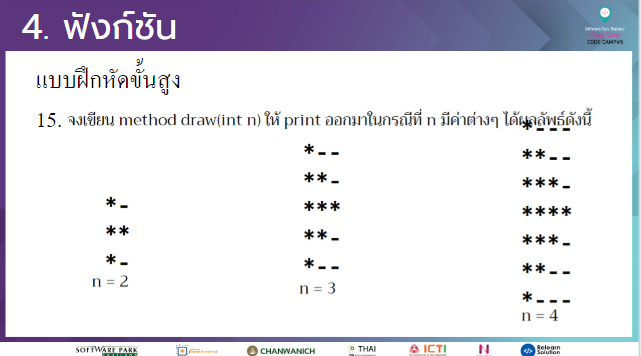 4. ฟังก์ชัน
CODE CAMPUS
แบบฝึกหัดขั้นสูง
15. จงเขียน method draw(int n) ให้ print ออกมาในกรณีที่ n มีค่าต่างๆ ได้ผลลัพธ์ดังนี้
*-
**
*-
n = 2
*--
**-
***
**-
*--
n = 3
*---
**--
***-
****
***-
**--
*---
n = 4
SOFTWARE PARK
CHANWANICH
THAI
ICTI
N
Relearn
Solution